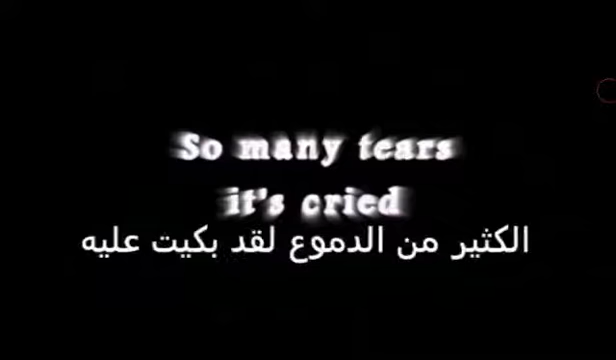 So many tears
it's cried
الكثير من الدموع لقد بكيت عليه